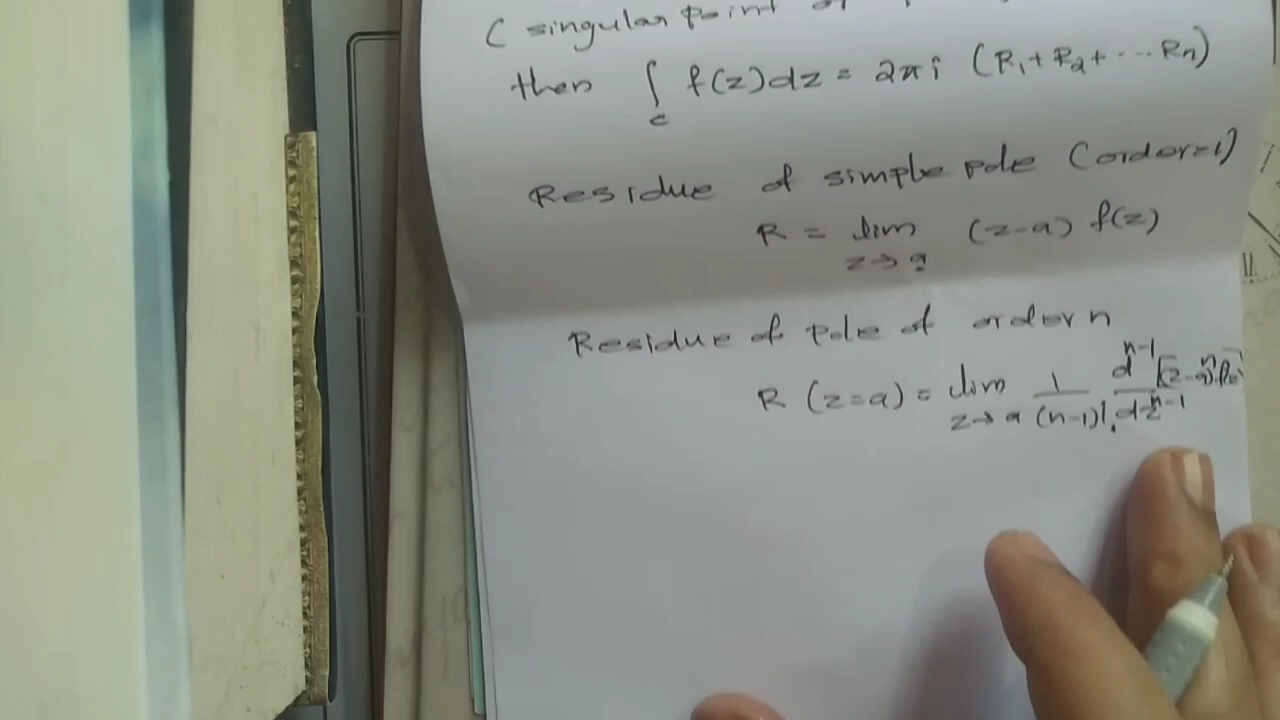 ( singular point of
then ∫c f(z)dz = 2πi (R1+R2+ ... Rn)
Residue of simple pole (order=1)
R = lim z→a (z-a) f(z)
Residue of pole of order n
R (z=a) = lim z→a 1/(n-1)! d^n-1/dz^n-1 [(z-a)^n f(z)]